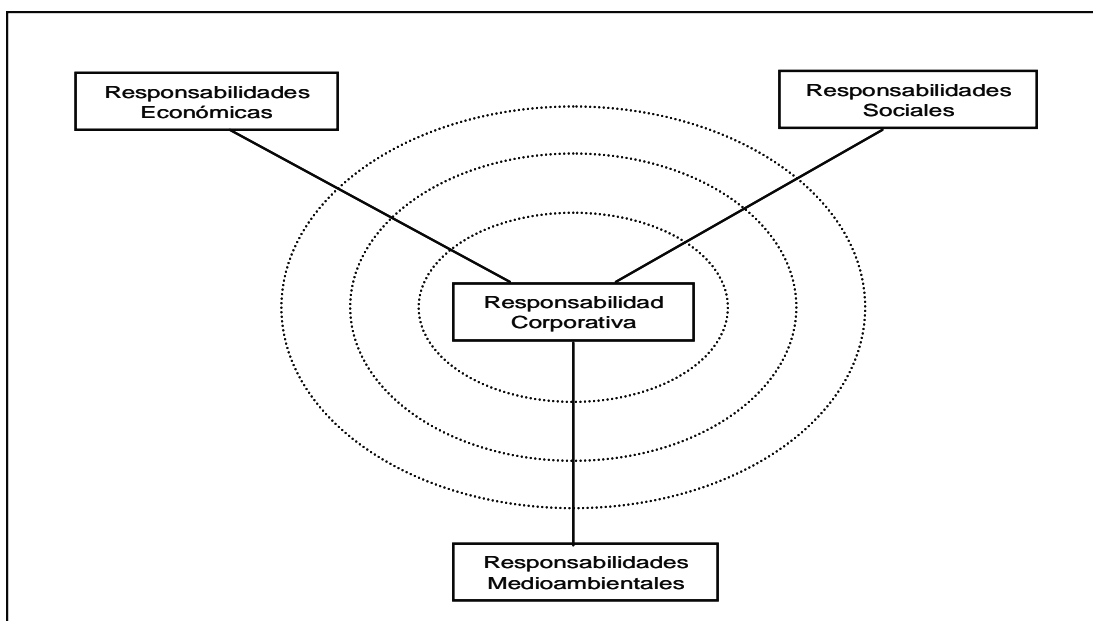 Responsabilidades
Económicas
Responsabilidades
Sociales
Responsabilidad
Corporativa
Responsabilidades
Medioambientales